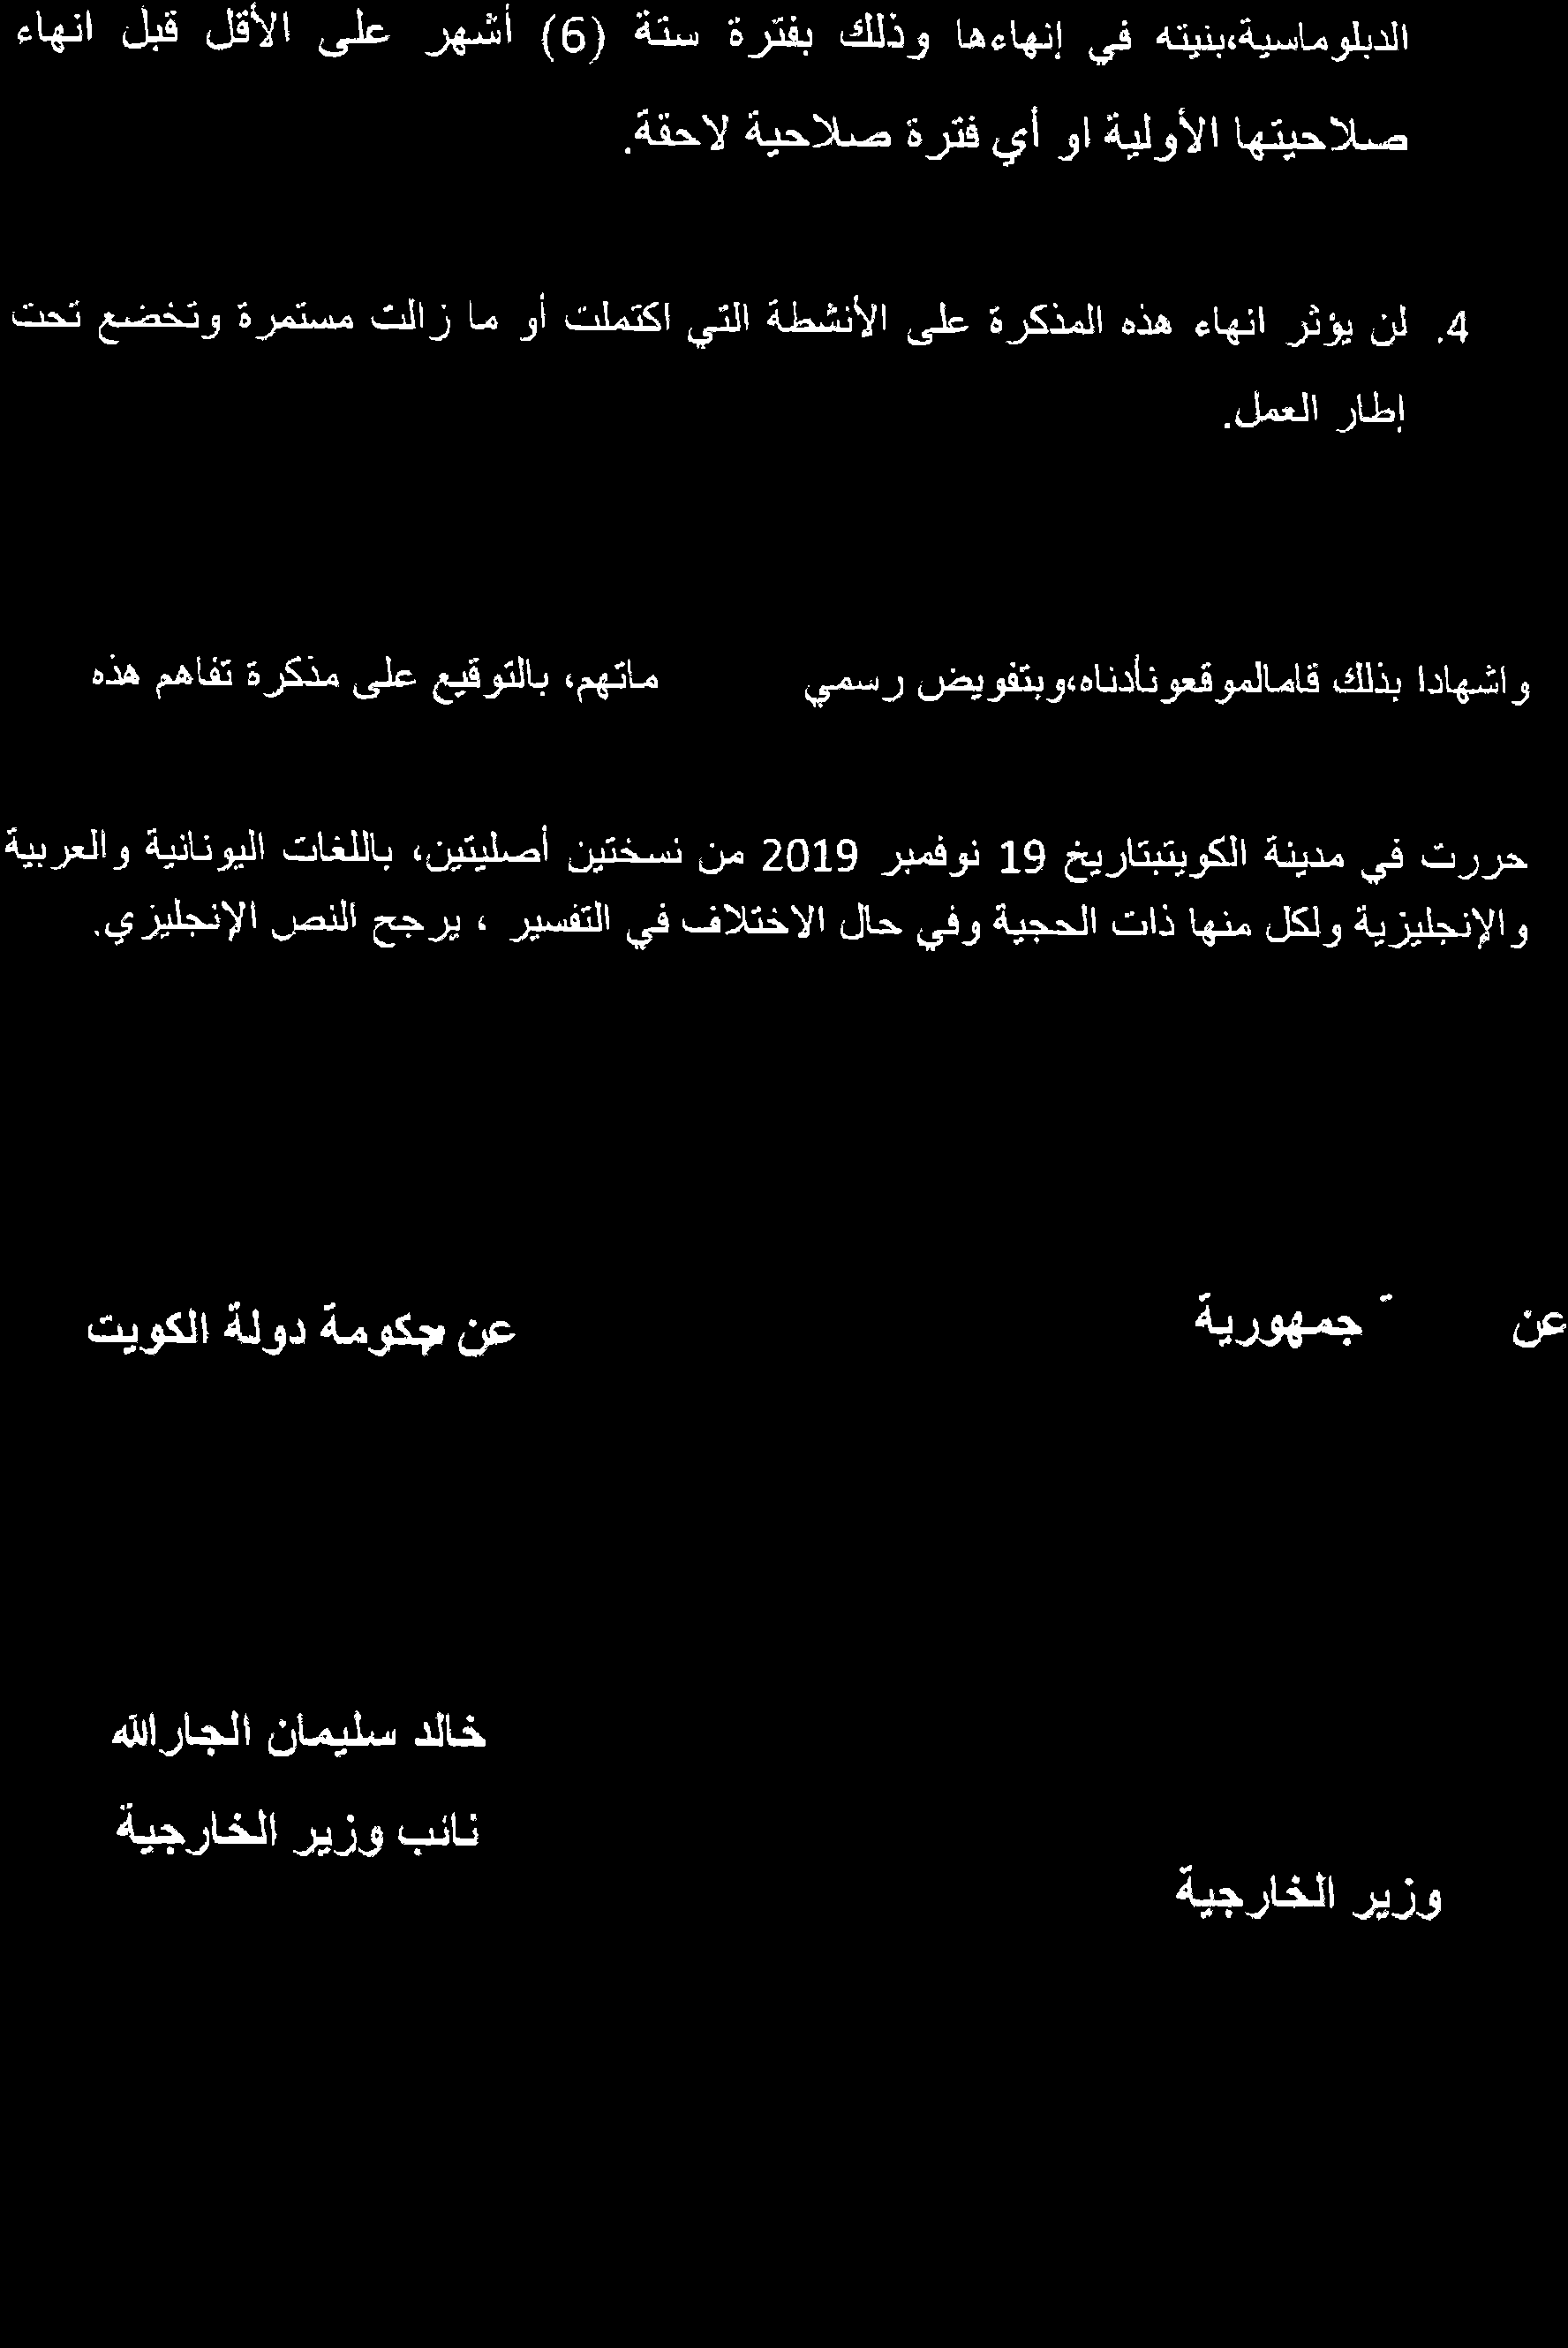 الدبلوماسية،بنيته في إنهاءها وذلك بفترة ستة (6) أشهر على الأقل قبل انهاء
صلاحيتها الأولية او أي فترة صلاحية لاحقة.
4. لن يؤثر انهاء هذه المذكرة على الأنشطة التي اكتملت أو ما زالت مستمرة وتخضع تحت
إطار العمل.
واشهادا بذلك قامالموقعونأدناه،وبتفويض رسمي ماتهم، بالتوقيع على مذكرة تفاهم هذه
حررت في مدينة الكويتبتاريخ 19 نوفمبر 2019 من نسختين أصليتين، باللغات اليونانية والعربية
والإنجليزية ولكل منها ذات الحجية وفي حال الاختلاف في التفسير ، يرجح النص الإنجليزي.
عن جمهورية
عن حكومة دولة الكويت
خالد سليمان الجارالله
نائب وزير الخارجية
وزير الخارجية